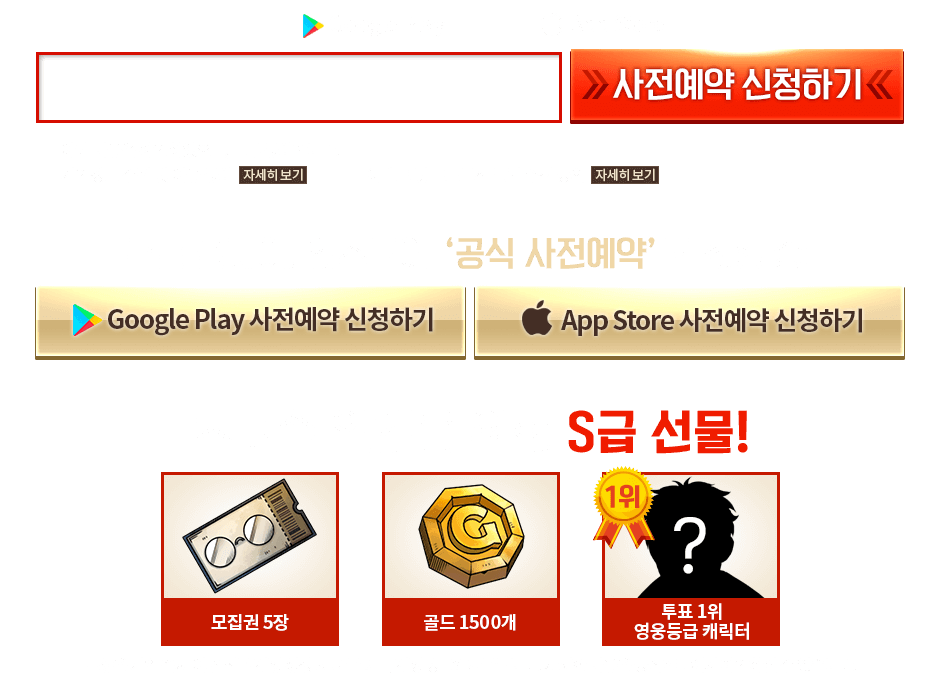 사전예약 신청하기
자세히 보기
자세히 보기
‘공식 사전예약’
Google Play 사전예약 신청하기
App Store 사전예약 신청하기
S급 선물!
1위
?
G
모집권 5장
골드 1500개
투표 1위
영웅등급 캐릭터